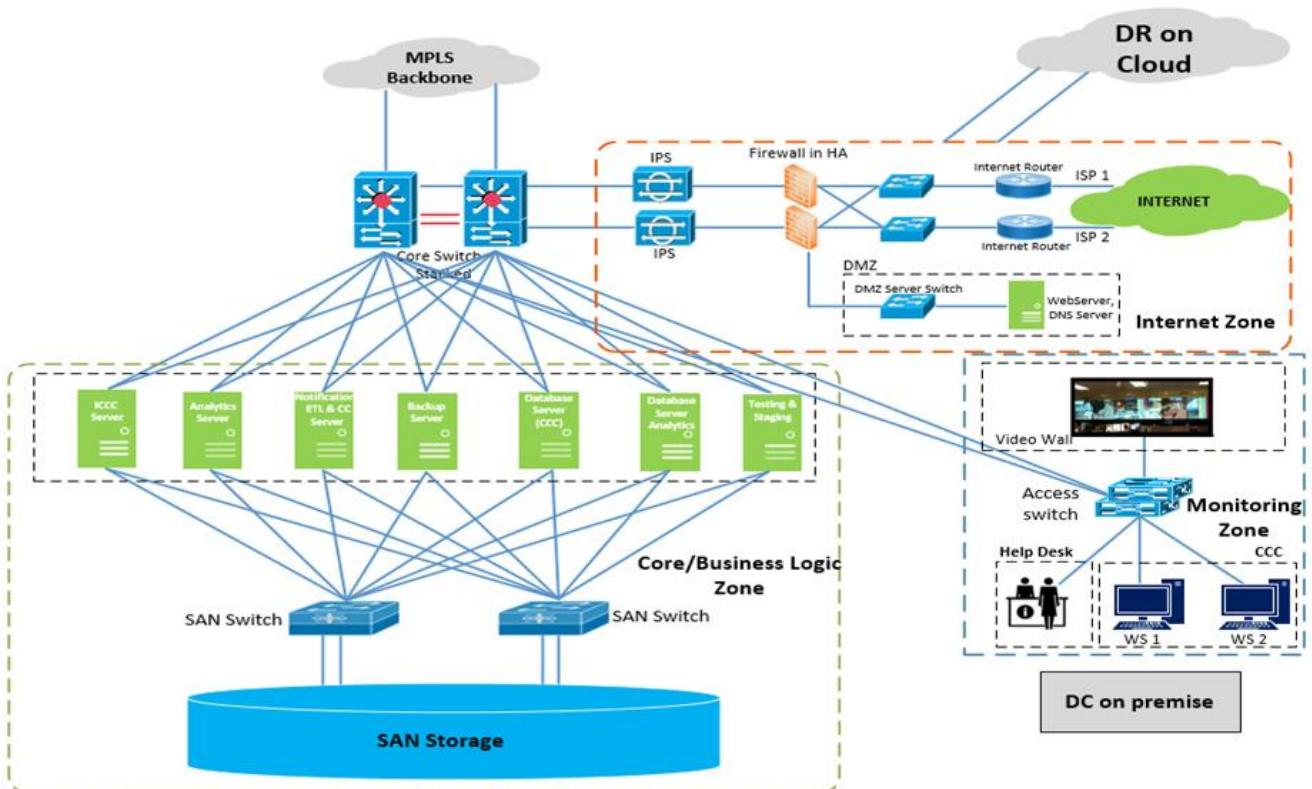 MPLS
Backbone
DR on
Cloud
IPS
Firewall in HA
Internet Router
ISP 1
INTERNET
IPS
Internet Router
ISP 2
Core Switch
Stacked
DMZ
DMZ Server Switch
WebServer,
DNS Server
Internet Zone
ICCC
Server
Analytics
Server
Notification
ETL & CC
Server
Backup
Server
Database
Server
(CCC)
Database
Server
Analytics
Testing &
Staging
Video Wall
Access
switch
Monitoring
Zone
Help Desk
CCC
WS 1
WS 2
Core/Business Logic
Zone
SAN Switch
SAN Switch
SAN Storage
DC on premise